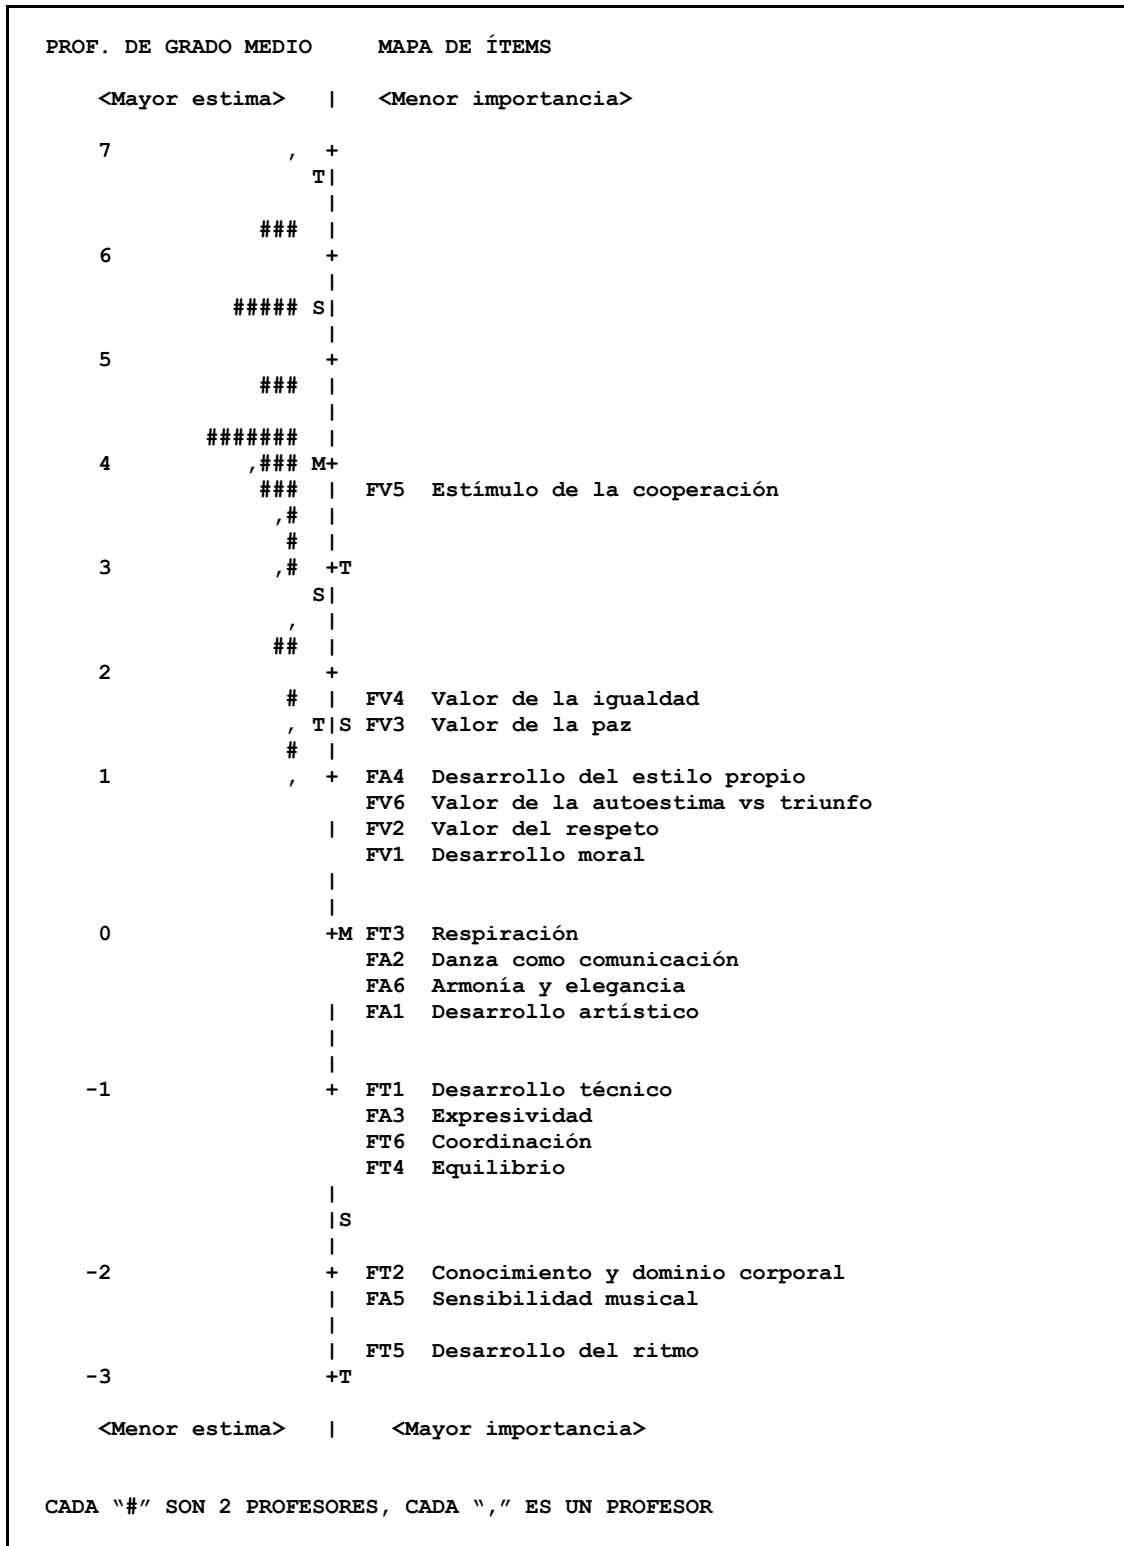 PROF. DE GRADO MEDIO     MAPA DE ÍTEMS
<Mayor estima>   |   <Menor importancia>
7              ,  +
                T|
                 |
            ###  |
6                 +
                 |
          ##### S|
                 |
5                 +
            ###  |
                 |
        #######  |
4          ,### M+
            ###  |  FV5  Estímulo de la cooperación
             ,#  |
              #  |
3             ,#  +T
                S|
              ,  |
             ##  |
2                 +
              #  |  FV4  Valor de la igualdad
              , T|S FV3  Valor de la paz
              #  |
1              ,  +  FA4  Desarrollo del estilo propio
                    FV6  Valor de la autoestima vs triunfo
                 |  FV2  Valor del respeto
                    FV1  Desarrollo moral
                 |
                 |
0                 +M FT3  Respiración
                    FA2  Danza como comunicación
                    FA6  Armonía y elegancia
                 |  FA1  Desarrollo artístico
                 |
                 |
-1                +  FT1  Desarrollo técnico
                    FA3  Expresividad
                    FT6  Coordinación
                    FT4  Equilibrio
                 |
                 |S
                 |
-2                +  FT2  Conocimiento y dominio corporal
                 |  FA5  Sensibilidad musical
                 |
                 |  FT5  Desarrollo del ritmo
-3                +T
<Menor estima>   |    <Mayor importancia>
CADA “#” SON 2 PROFESORES, CADA “,” ES UN PROFESOR